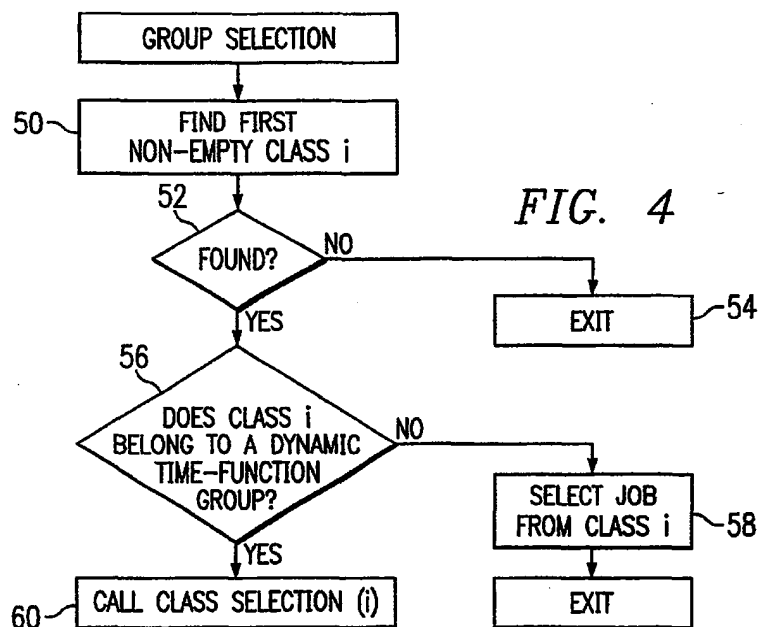 GROUP SELECTION
50
FIND FIRST
NON-EMPTY CLASS i
52
FIG. 4
FOUND?
NO
YES
EXIT
54
56
DOES CLASS i
BELONG TO A DYNAMIC
TIME-FUNCTION
GROUP?
NO
SELECT JOB
FROM CLASS i
58
YES
60
CALL CLASS SELECTION (i)
EXIT